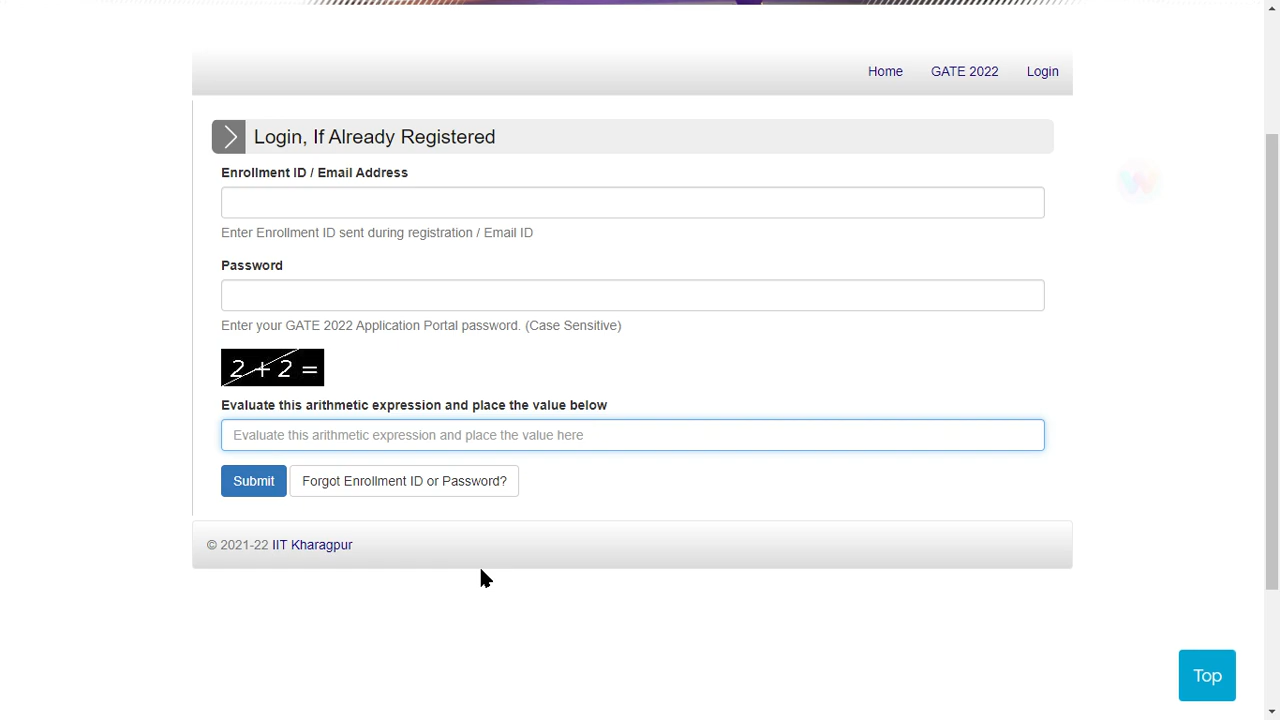 Home GATE 2022 Login
Login, If Already Registered
Enrollment ID / Email Address
Enter Enrollment ID sent during registration / Email ID
Password
Enter your GATE 2022 Application Portal password. (Case Sensitive)
2 + 2 =
Evaluate this arithmetic expression and place the value below
Evaluate this arithmetic expression and place the value here
Submit Forgot Enrollment ID or Password?
© 2021-22 IIT Kharagpur
Top